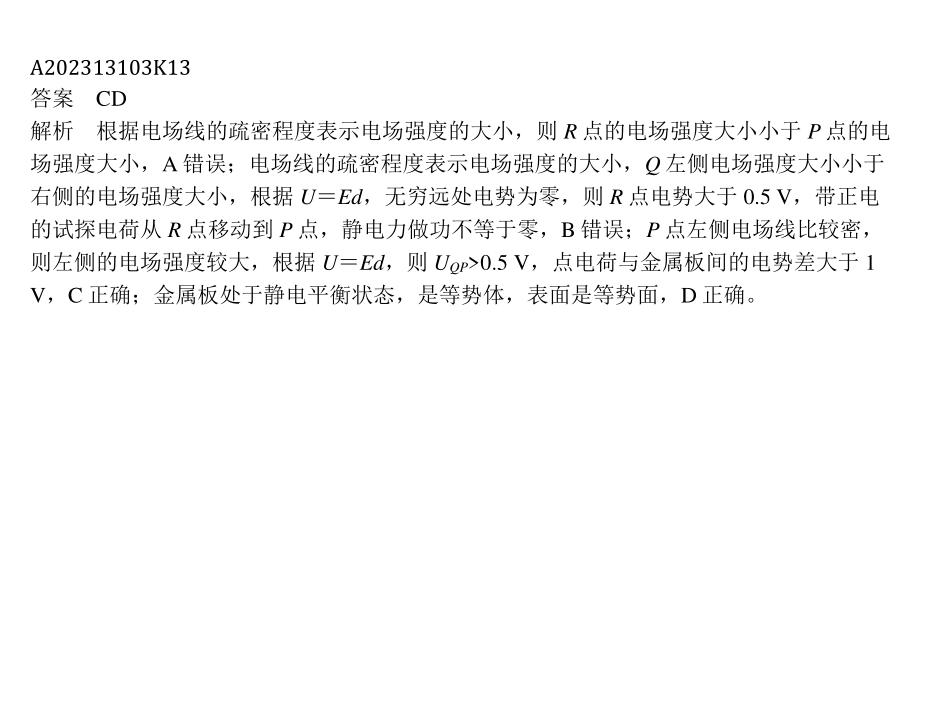 A202313103K13
答案　CD
解析　根据电场线的疏密程度表示电场强度的大小，则 R 点的电场强度大小小于 P 点的电
场强度大小，A 错误；电场线的疏密程度表示电场强度的大小，Q 左侧电场强度大小小于
右侧的电场强度大小，根据 U＝Ed，无穷远处电势为零，则 R 点电势大于 0.5 V，带正电
的试探电荷从 R 点移动到 P 点，静电力做功不等于零，B 错误；P 点左侧电场线比较密，
则左侧的电场强度较大，根据 U＝Ed，则 UQP>0.5 V，点电荷与金属板间的电势差大于 1
V，C 正确；金属板处于静电平衡状态，是等势体，表面是等势面，D 正确。